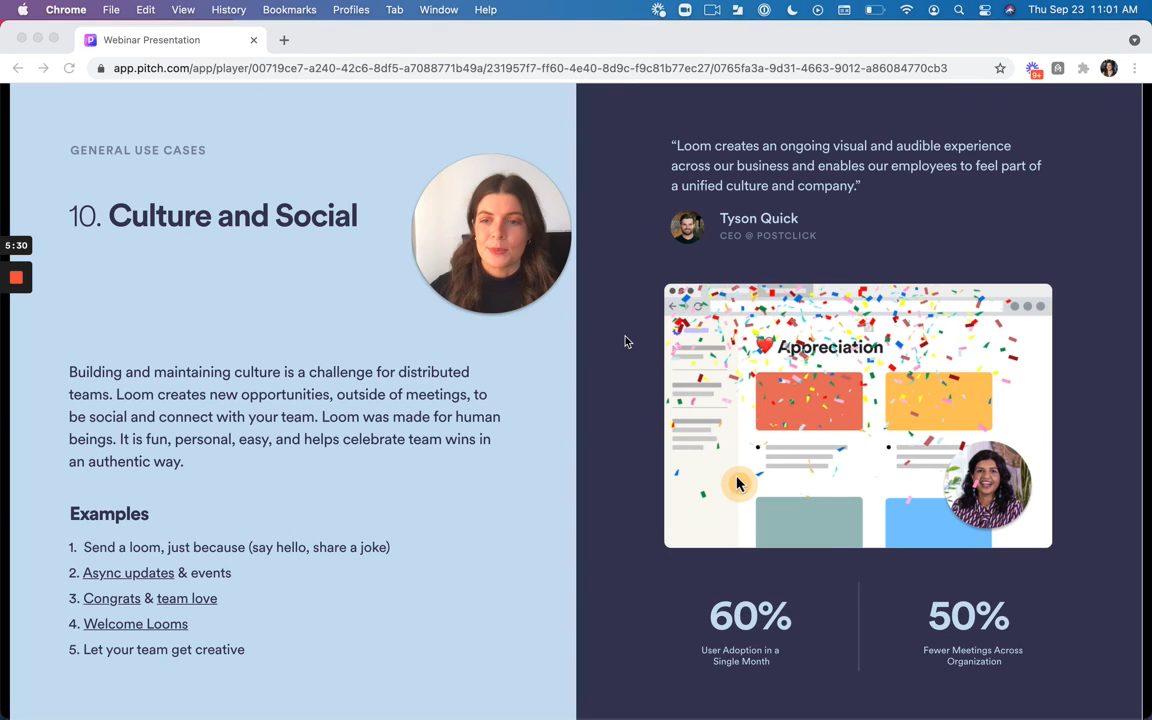 Chrome File Edit View History Bookmarks Profiles Tab Window Help Thu Sep 23 11:01 AM
Webinar Presentation
app.pitch.com/app/player/00719ce7-a240-42c6-8df5-a7088771b49a/231957f7-ff60-4e40-8d9c-f9c81b77ec27/0765fa3a-9d31-4663-9012-a86084770cb3
9+
GENERAL USE CASES
10. Culture and Social
5:30
Building and maintaining culture is a challenge for distributed
teams. Loom creates new opportunities, outside of meetings, to
be social and connect with your team. Loom was made for human
beings. It is fun, personal, easy, and helps celebrate team wins in
an authentic way.
Examples
1. Send a loom, just because (say hello, share a joke)
2. Async updates & events
3. Congrats & team love
4. Welcome Looms
5. Let your team get creative
“Loom creates an ongoing visual and audible experience
across our business and enables our employees to feel part of
a unified culture and company.”
Tyson Quick
CEO @ POSTCLICK
Appreciation
60%
User Adoption in a
Single Month
50%
Fewer Meetings Across
Organization